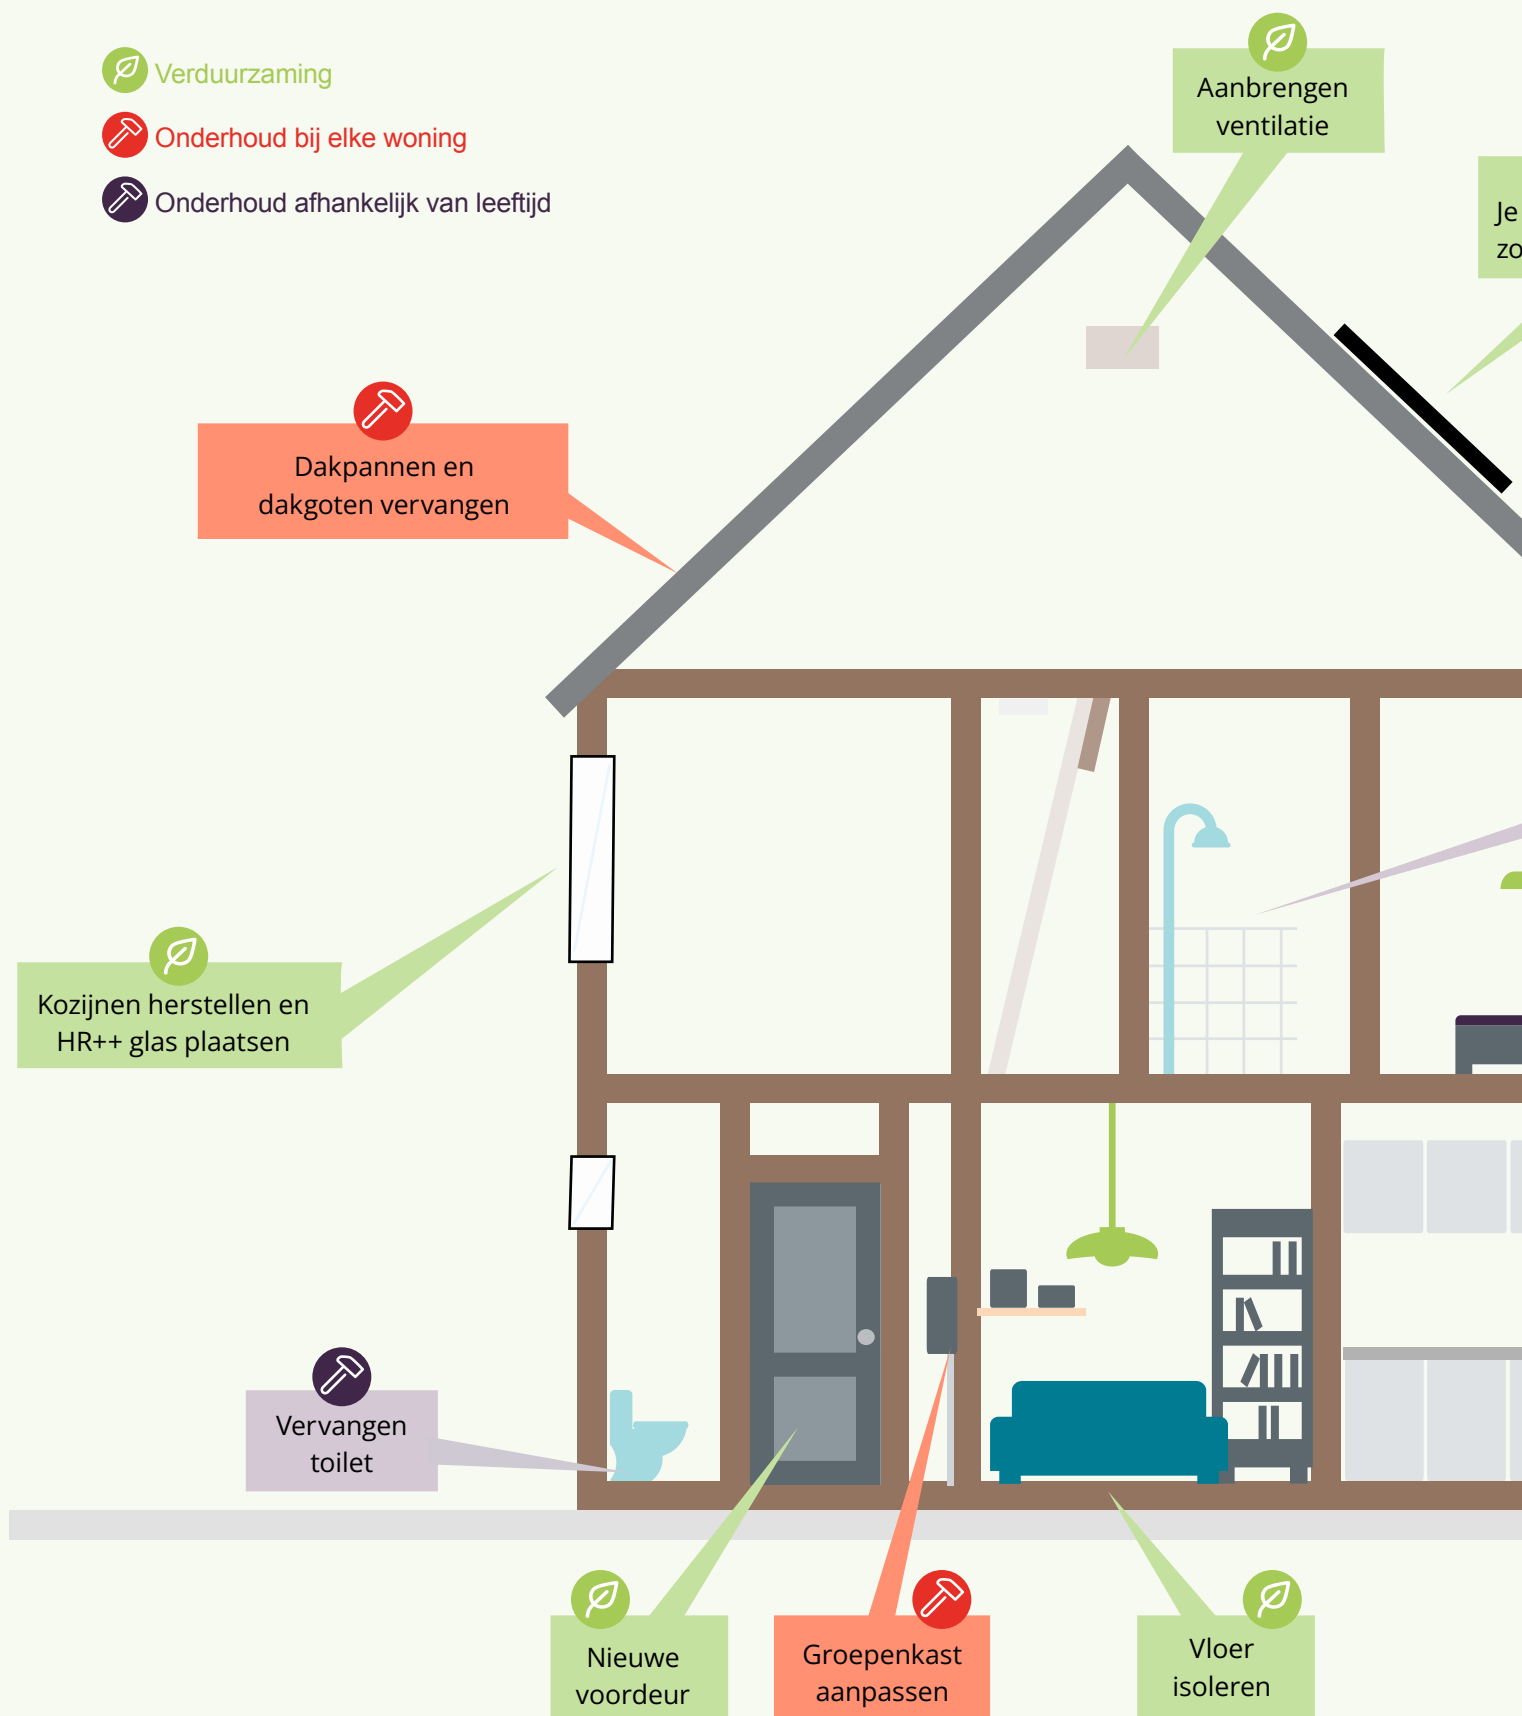 Verduurzaming
Onderhoud bij elke woning
Onderhoud afhankelijk van leeftijd
Aanbrengen
ventilatie
Je
Dakpannen en
dakgoten vervangen
Kozijnen herstellen en
HR++ glas plaatsen
Vervangen
toilet
Nieuwe
voordeur
Groepenkast
aanpassen
Vloer
isoleren